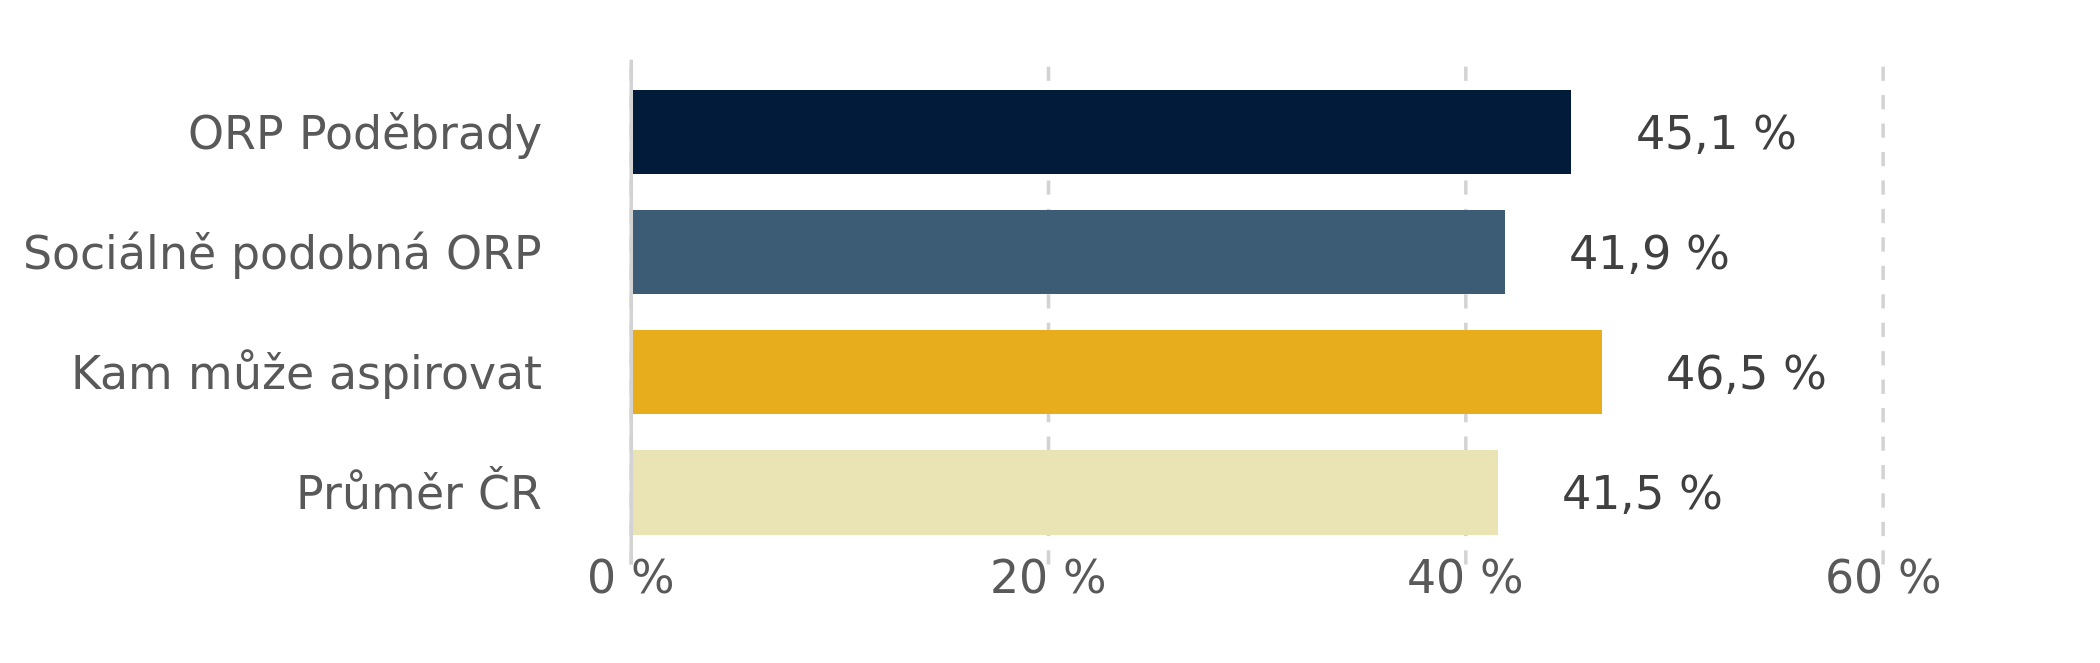 ORP Poděbrady 45,1 %
Sociálně podobná ORP 41,9 %
Kam může aspirovat 46,5 %
Průměr ČR 41,5 %
0 % 20 % 40 % 60 %